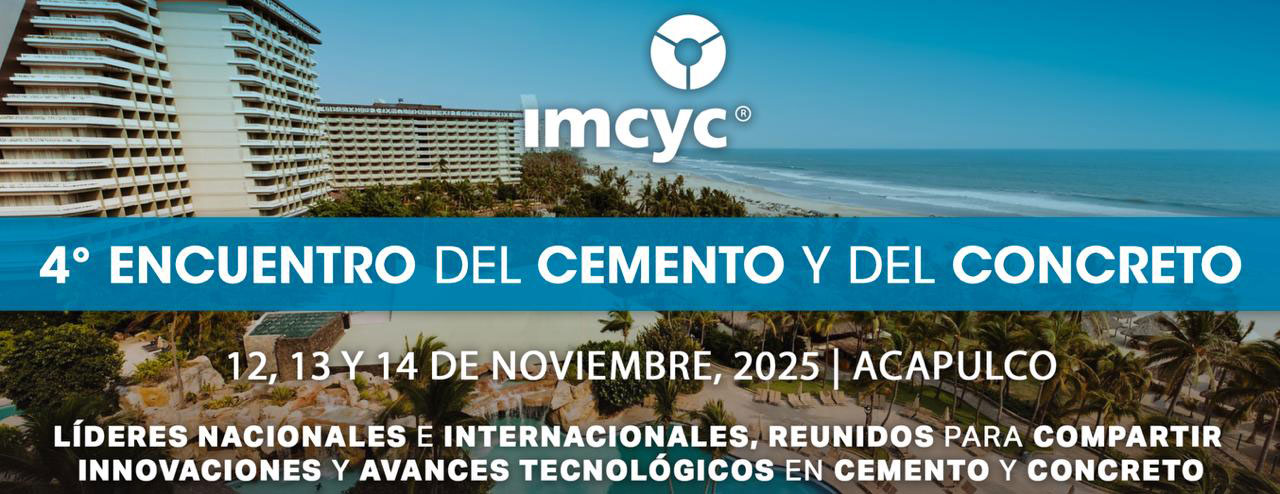 imcyc®
4° ENCUENTRO DEL CEMENTO Y DEL CONCRETO
12, 13 Y 14 DE NOVIEMBRE, 2025 | ACAPULCO
LÍDERES NACIONALES E INTERNACIONALES, REUNIDOS PARA COMPARTIR
INNOVACIONES Y AVANCES TECNOLÓGICOS EN CEMENTO Y CONCRETO